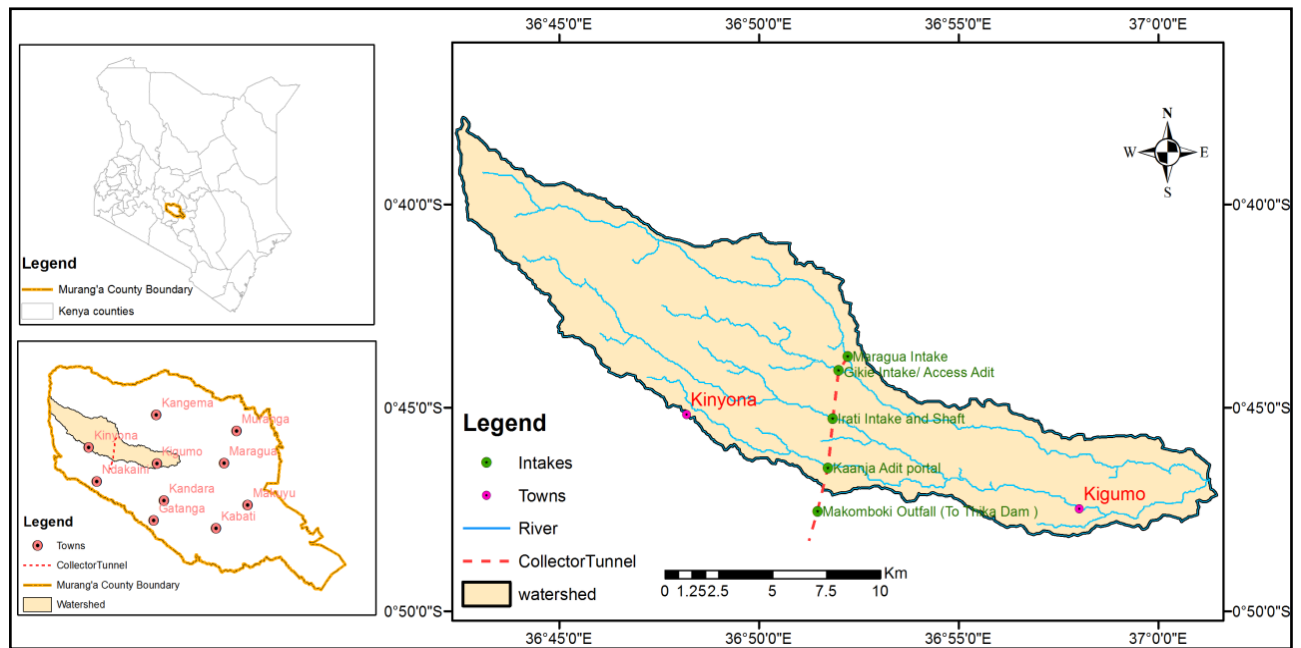 Legend
Murang'a County Boundary
Kenya counties
Kangema
Muranga
Kinyona
Kigumo
Maragua
Ndakaini
Kandara
Makuyu
Gatanga
Kabati
Legend
Towns
CollectorTunnel
Murang'a County Boundary
Watershed
36°45'0"E
36°50'0"E
36°55'0"E
37°0'0"E
N
W
E
S
0°40'0"S
0°40'0"S
Maragua Intake
Gikie Intake/ Access Adit
Kinyona
0°45'0"S
0°45'0"S
Irati Intake and Shaft
Kaanja Adit portal
Kigumo
Makomboki Outfall (To Thika Dam )
Legend
Intakes
Towns
River
CollectorTunnel
watershed
Km
0 1.25 2.5 5 7.5 10
0°50'0"S
0°50'0"S
36°45'0"E
36°50'0"E
36°55'0"E
37°0'0"E